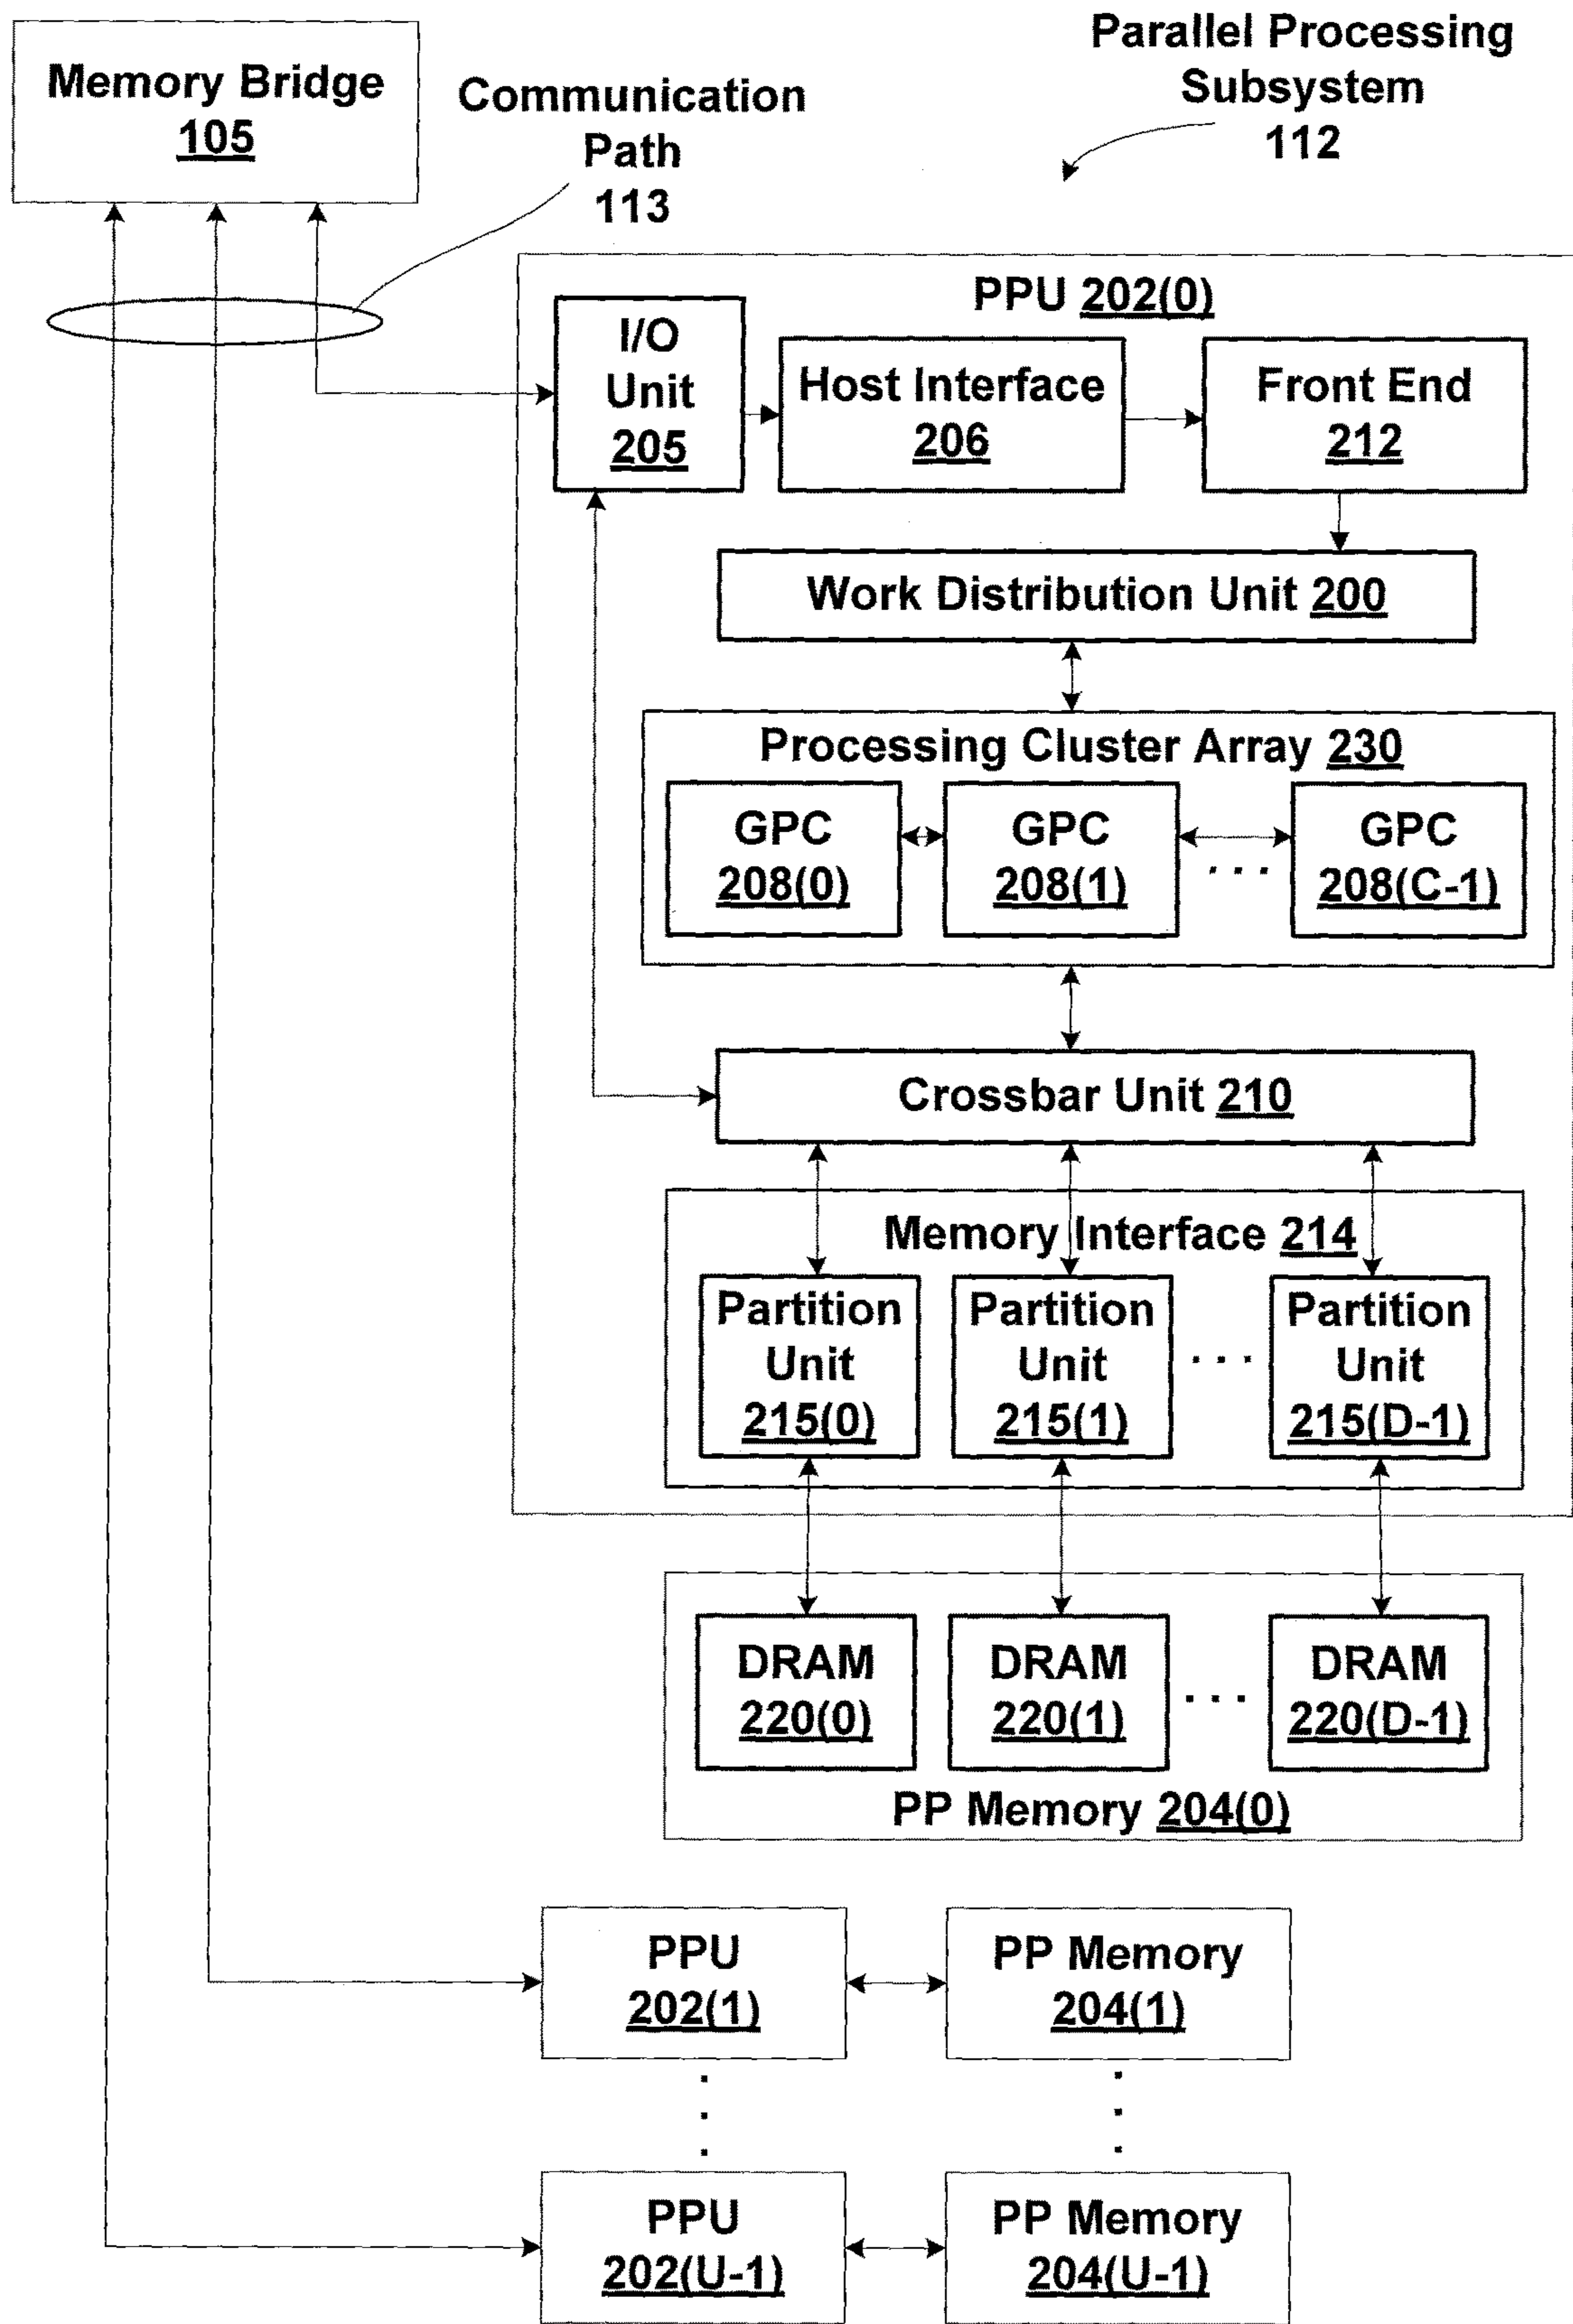 Memory Bridge
105
Communication
Path
113
Parallel Processing
Subsystem
112
PPU 202(0)
I/O
Unit
205
Host Interface
206
Front End
212
Work Distribution Unit 200
Processing Cluster Array 230
GPC
208(0)
GPC
208(1)
. . .
GPC
208(C-1)
Crossbar Unit 210
Memory Interface 214
Partition
Unit
215(0)
Partition
Unit
215(1)
. . .
Partition
Unit
215(D-1)
DRAM
220(0)
DRAM
220(1)
. . .
DRAM
220(D-1)
PP Memory 204(0)
PPU
202(1)
PP Memory
204(1)
PPU
202(U-1)
PP Memory
204(U-1)